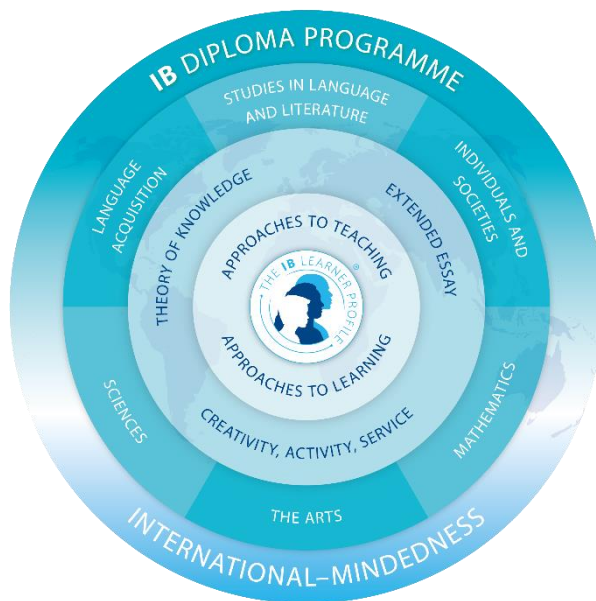 IB DIPLOMA PROGRAMME
STUDIES IN LANGUAGE
AND LITERATURE
LANGUAGE
ACQUISITION
INDIVIDUALS AND
SOCIETIES
THEORY OF KNOWLEDGE
EXTENDED ESSAY
APPROACHES TO TEACHING
THE IB LEARNER PROFILE
®
APPROACHES TO LEARNING
SCIENCES
MATHEMATICS
CREATIVITY, ACTIVITY, SERVICE
THE ARTS
INTERNATIONAL–MINDEDNESS